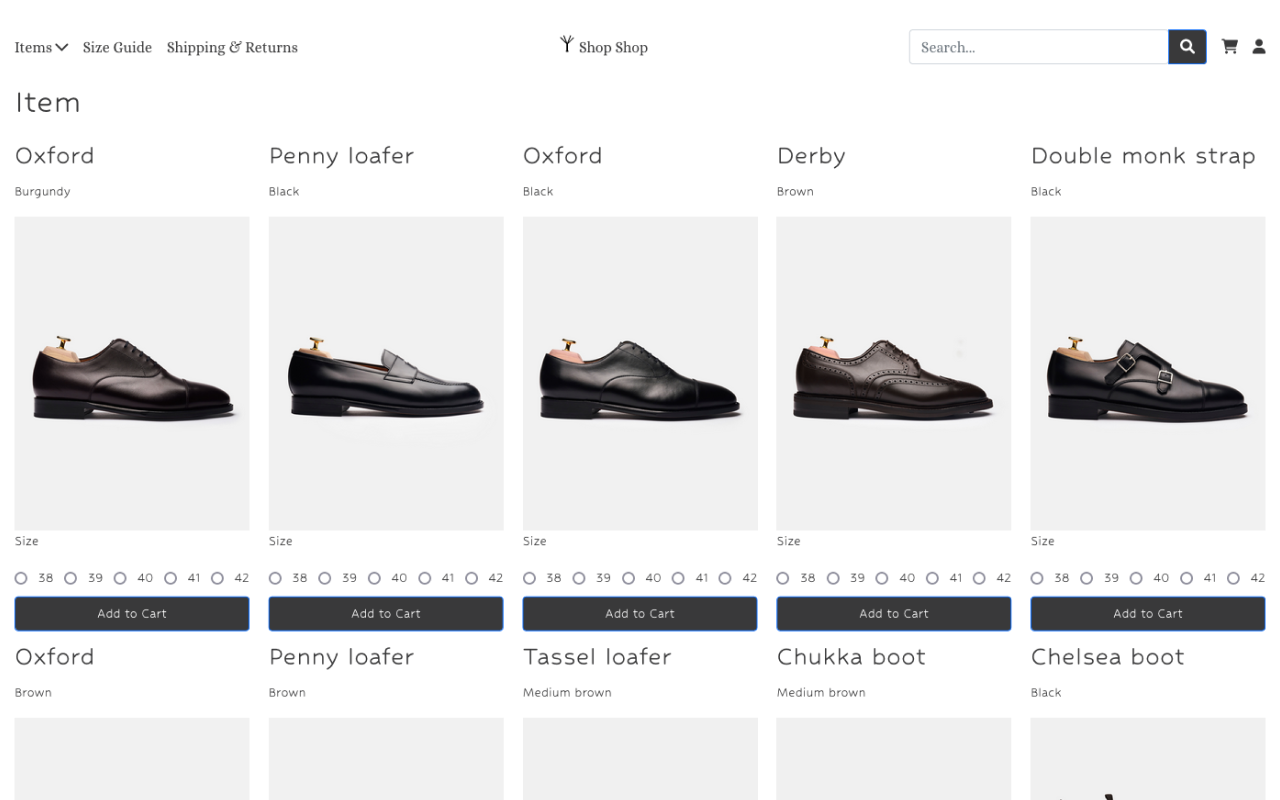 Items Size Guide Shipping & Returns Shop Shop Search...
Item
Oxford Penny loafer Oxford Derby Double monk strap
Burgundy Black Black Brown Black
Size Size Size Size Size
38 39 40 41 42 38 39 40 41 42 38 39 40 41 42 38 39 40 41 42 38 39 40 41 42
Add to Cart Add to Cart Add to Cart Add to Cart Add to Cart
Oxford Penny loafer Tassel loafer Chukka boot Chelsea boot
Brown Brown Medium brown Medium brown Black